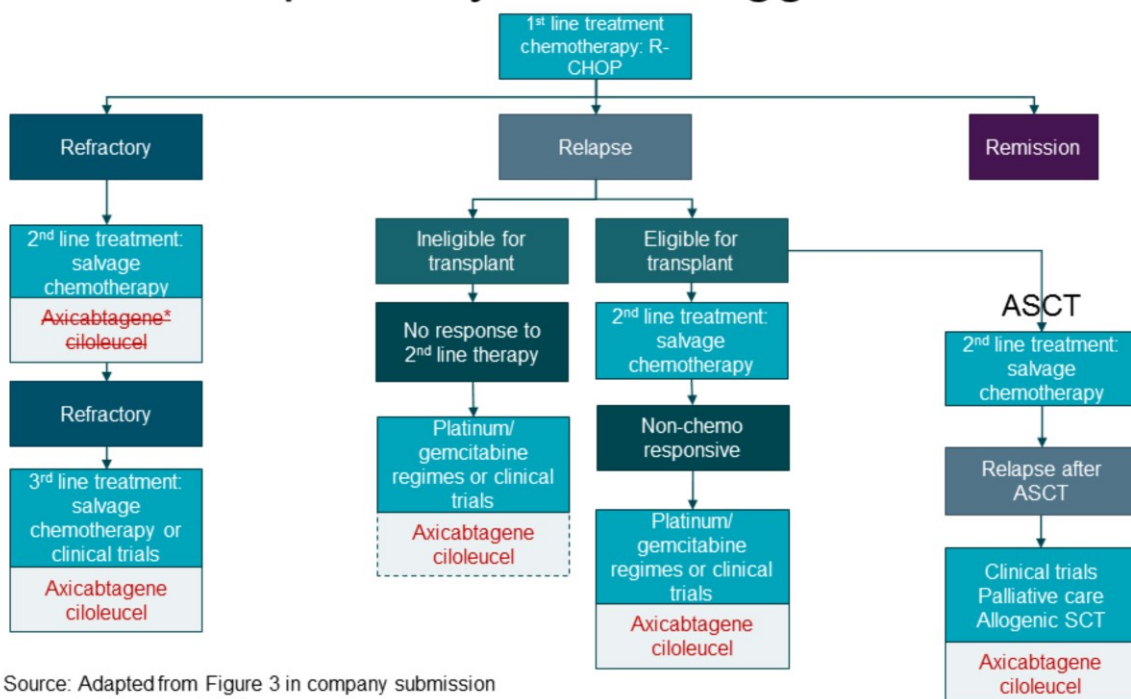 1st line treatment
chemotherapy: R-
CHOP
Refractory
Relapse
Remission
2nd line treatment:
salvage
chemotherapy
Axicabtagene*
ciloleucel
Ineligible for
transplant
Eligible for
transplant
No response to
2nd line therapy
2nd line treatment:
salvage
chemotherapy
ASCT
2nd line treatment:
salvage
chemotherapy
Refractory
Platinum/
gemcitabine
regimes or clinical
trials
Axicabtagene
ciloleucel
Non-chemo
responsive
Relapse after
ASCT
3rd line treatment:
salvage
chemotherapy or
clinical trials
Axicabtagene
ciloleucel
Platinum/
gemcitabine
regimes or clinical
trials
Axicabtagene
ciloleucel
Clinical trials
Palliative care
Allogenic SCT
Axicabtagene
ciloleucel
Source: Adapted from Figure 3 in company submission